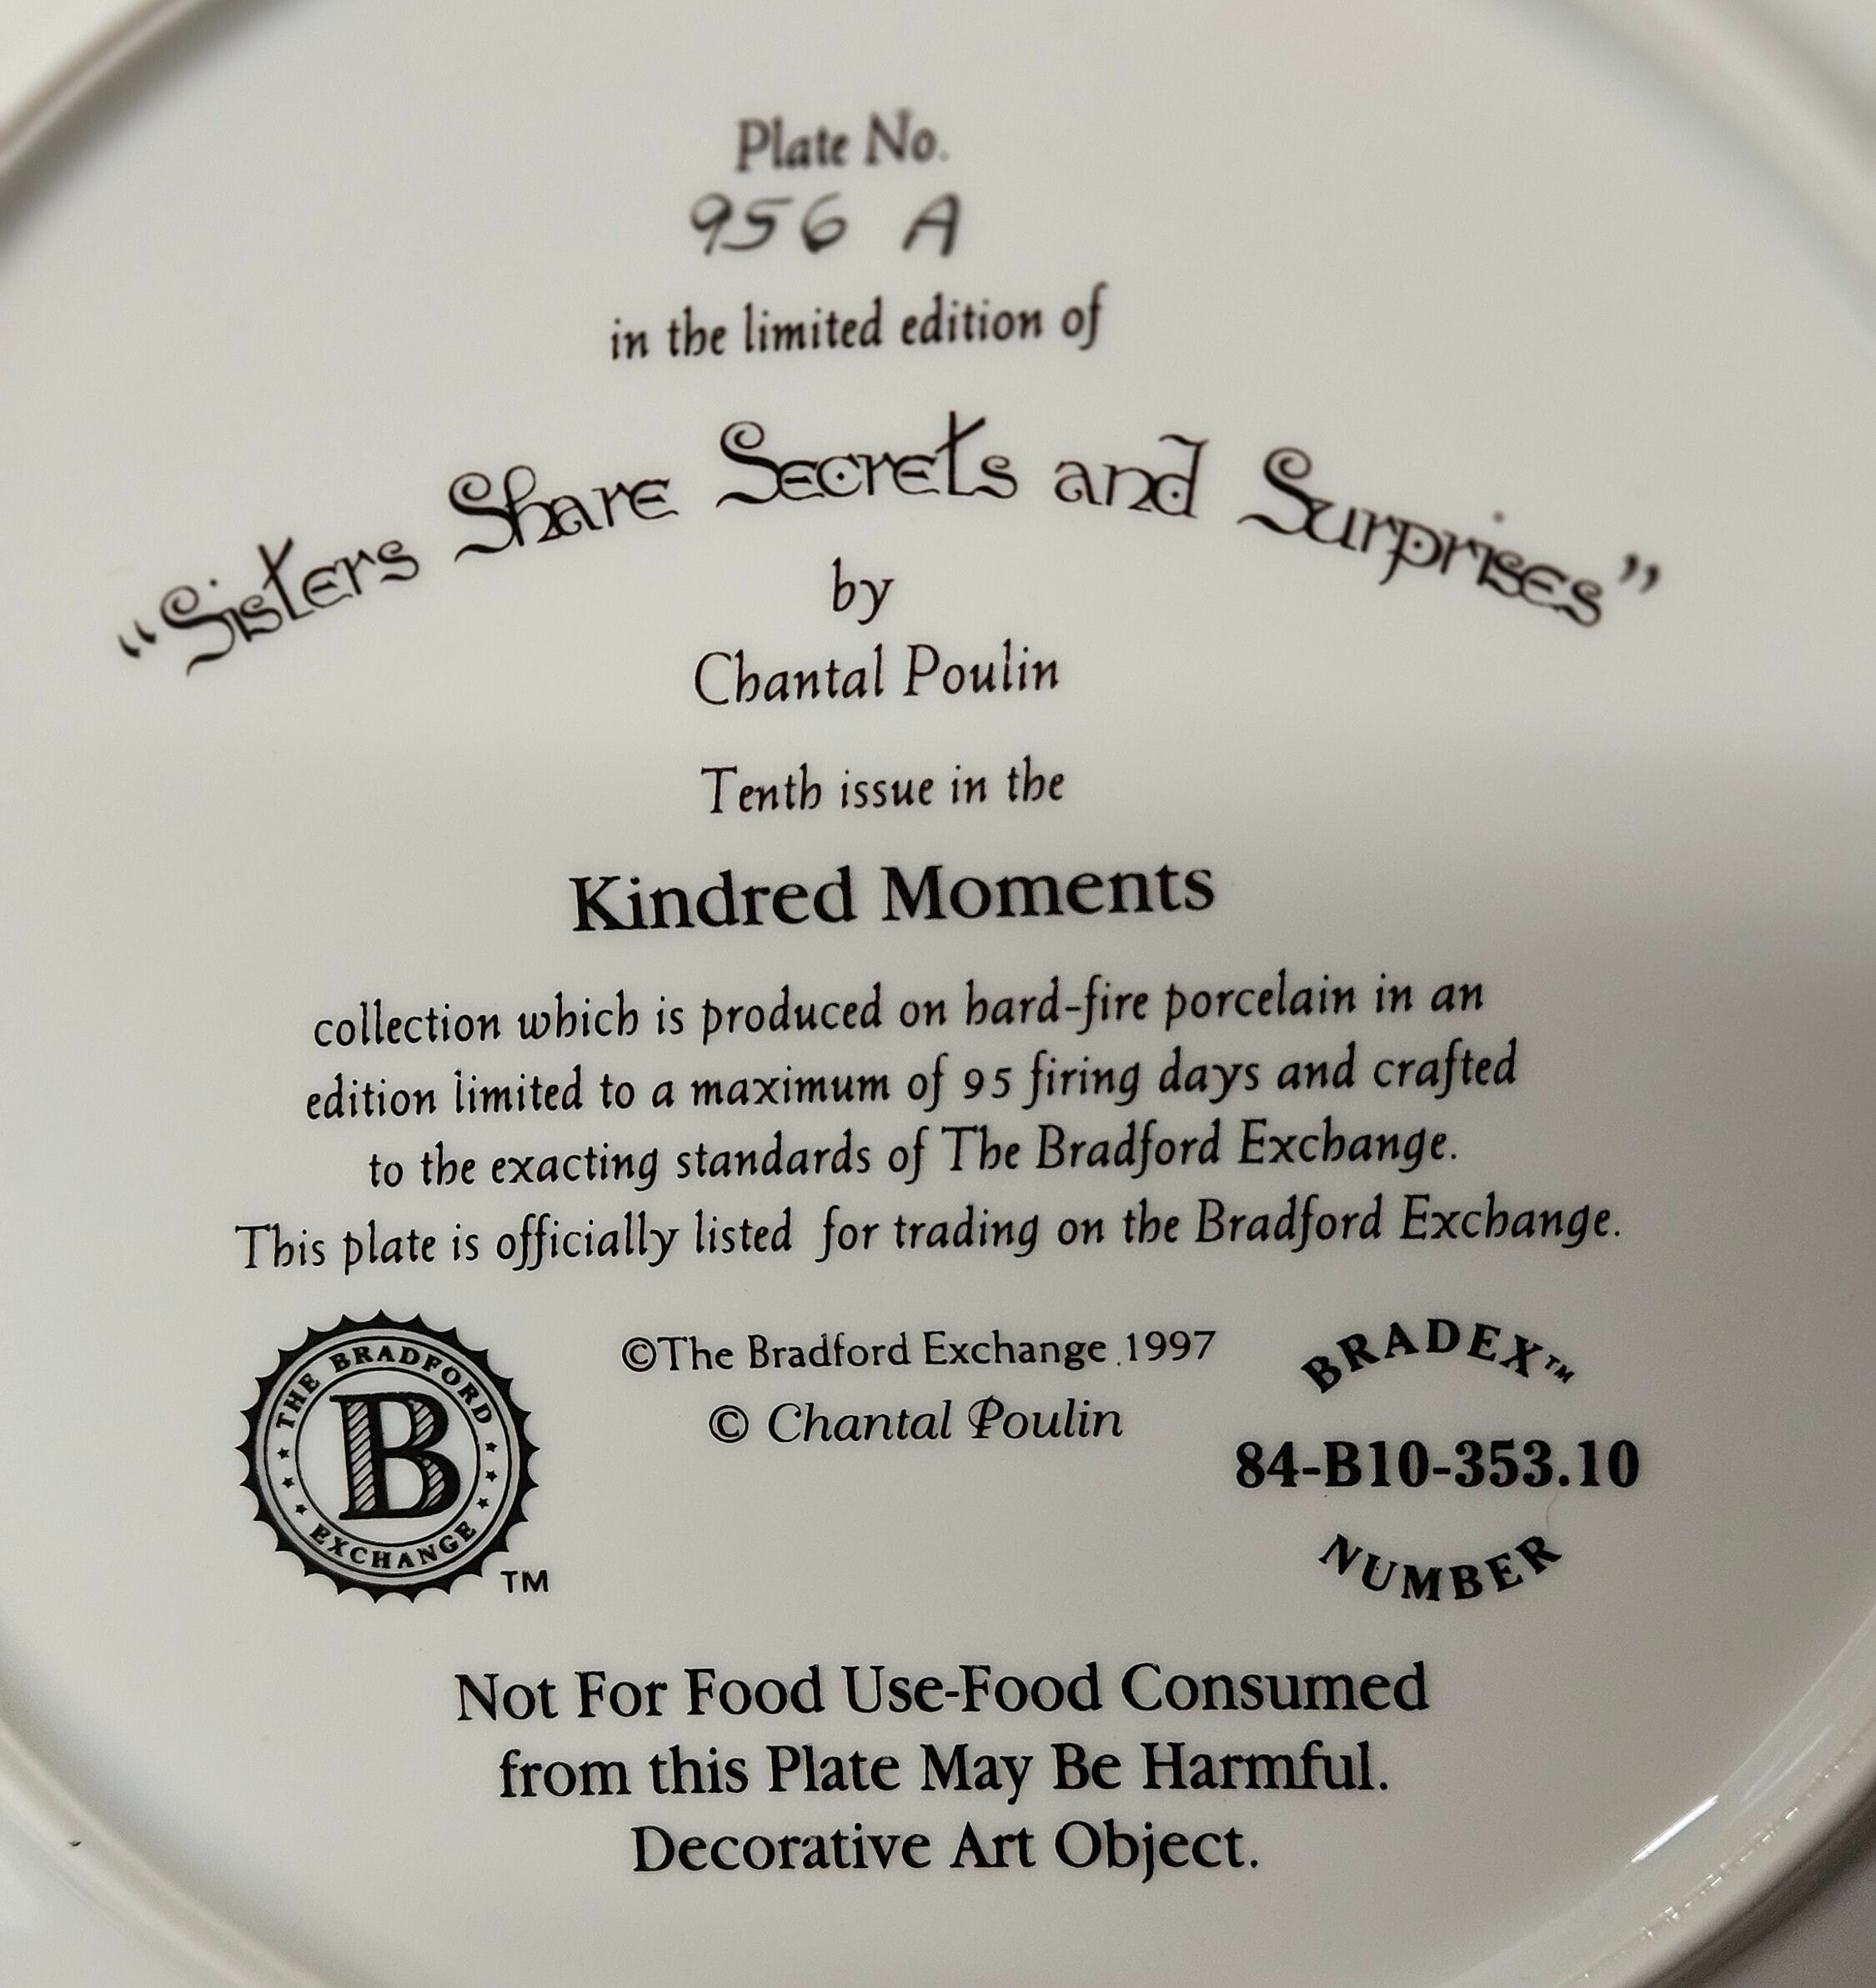 Plate No.
956 A
in the limited edition of
“Sisters Share Secrets and Surprises”
by
Chantal Poulin
Tenth issue in the
Kindred Moments
collection which is produced on hard-fire porcelain in an
edition limited to a maximum of 95 firing days and crafted
to the exacting standards of The Bradford Exchange.
This plate is officially listed for trading on the Bradford Exchange.
THE BRADFORD
B
EXCHANGE
TM
©The Bradford Exchange 1997
© Chantal Poulin
BRADEX™
84-B10-353.10
NUMBER
Not For Food Use-Food Consumed
from this Plate May Be Harmful.
Decorative Art Object.